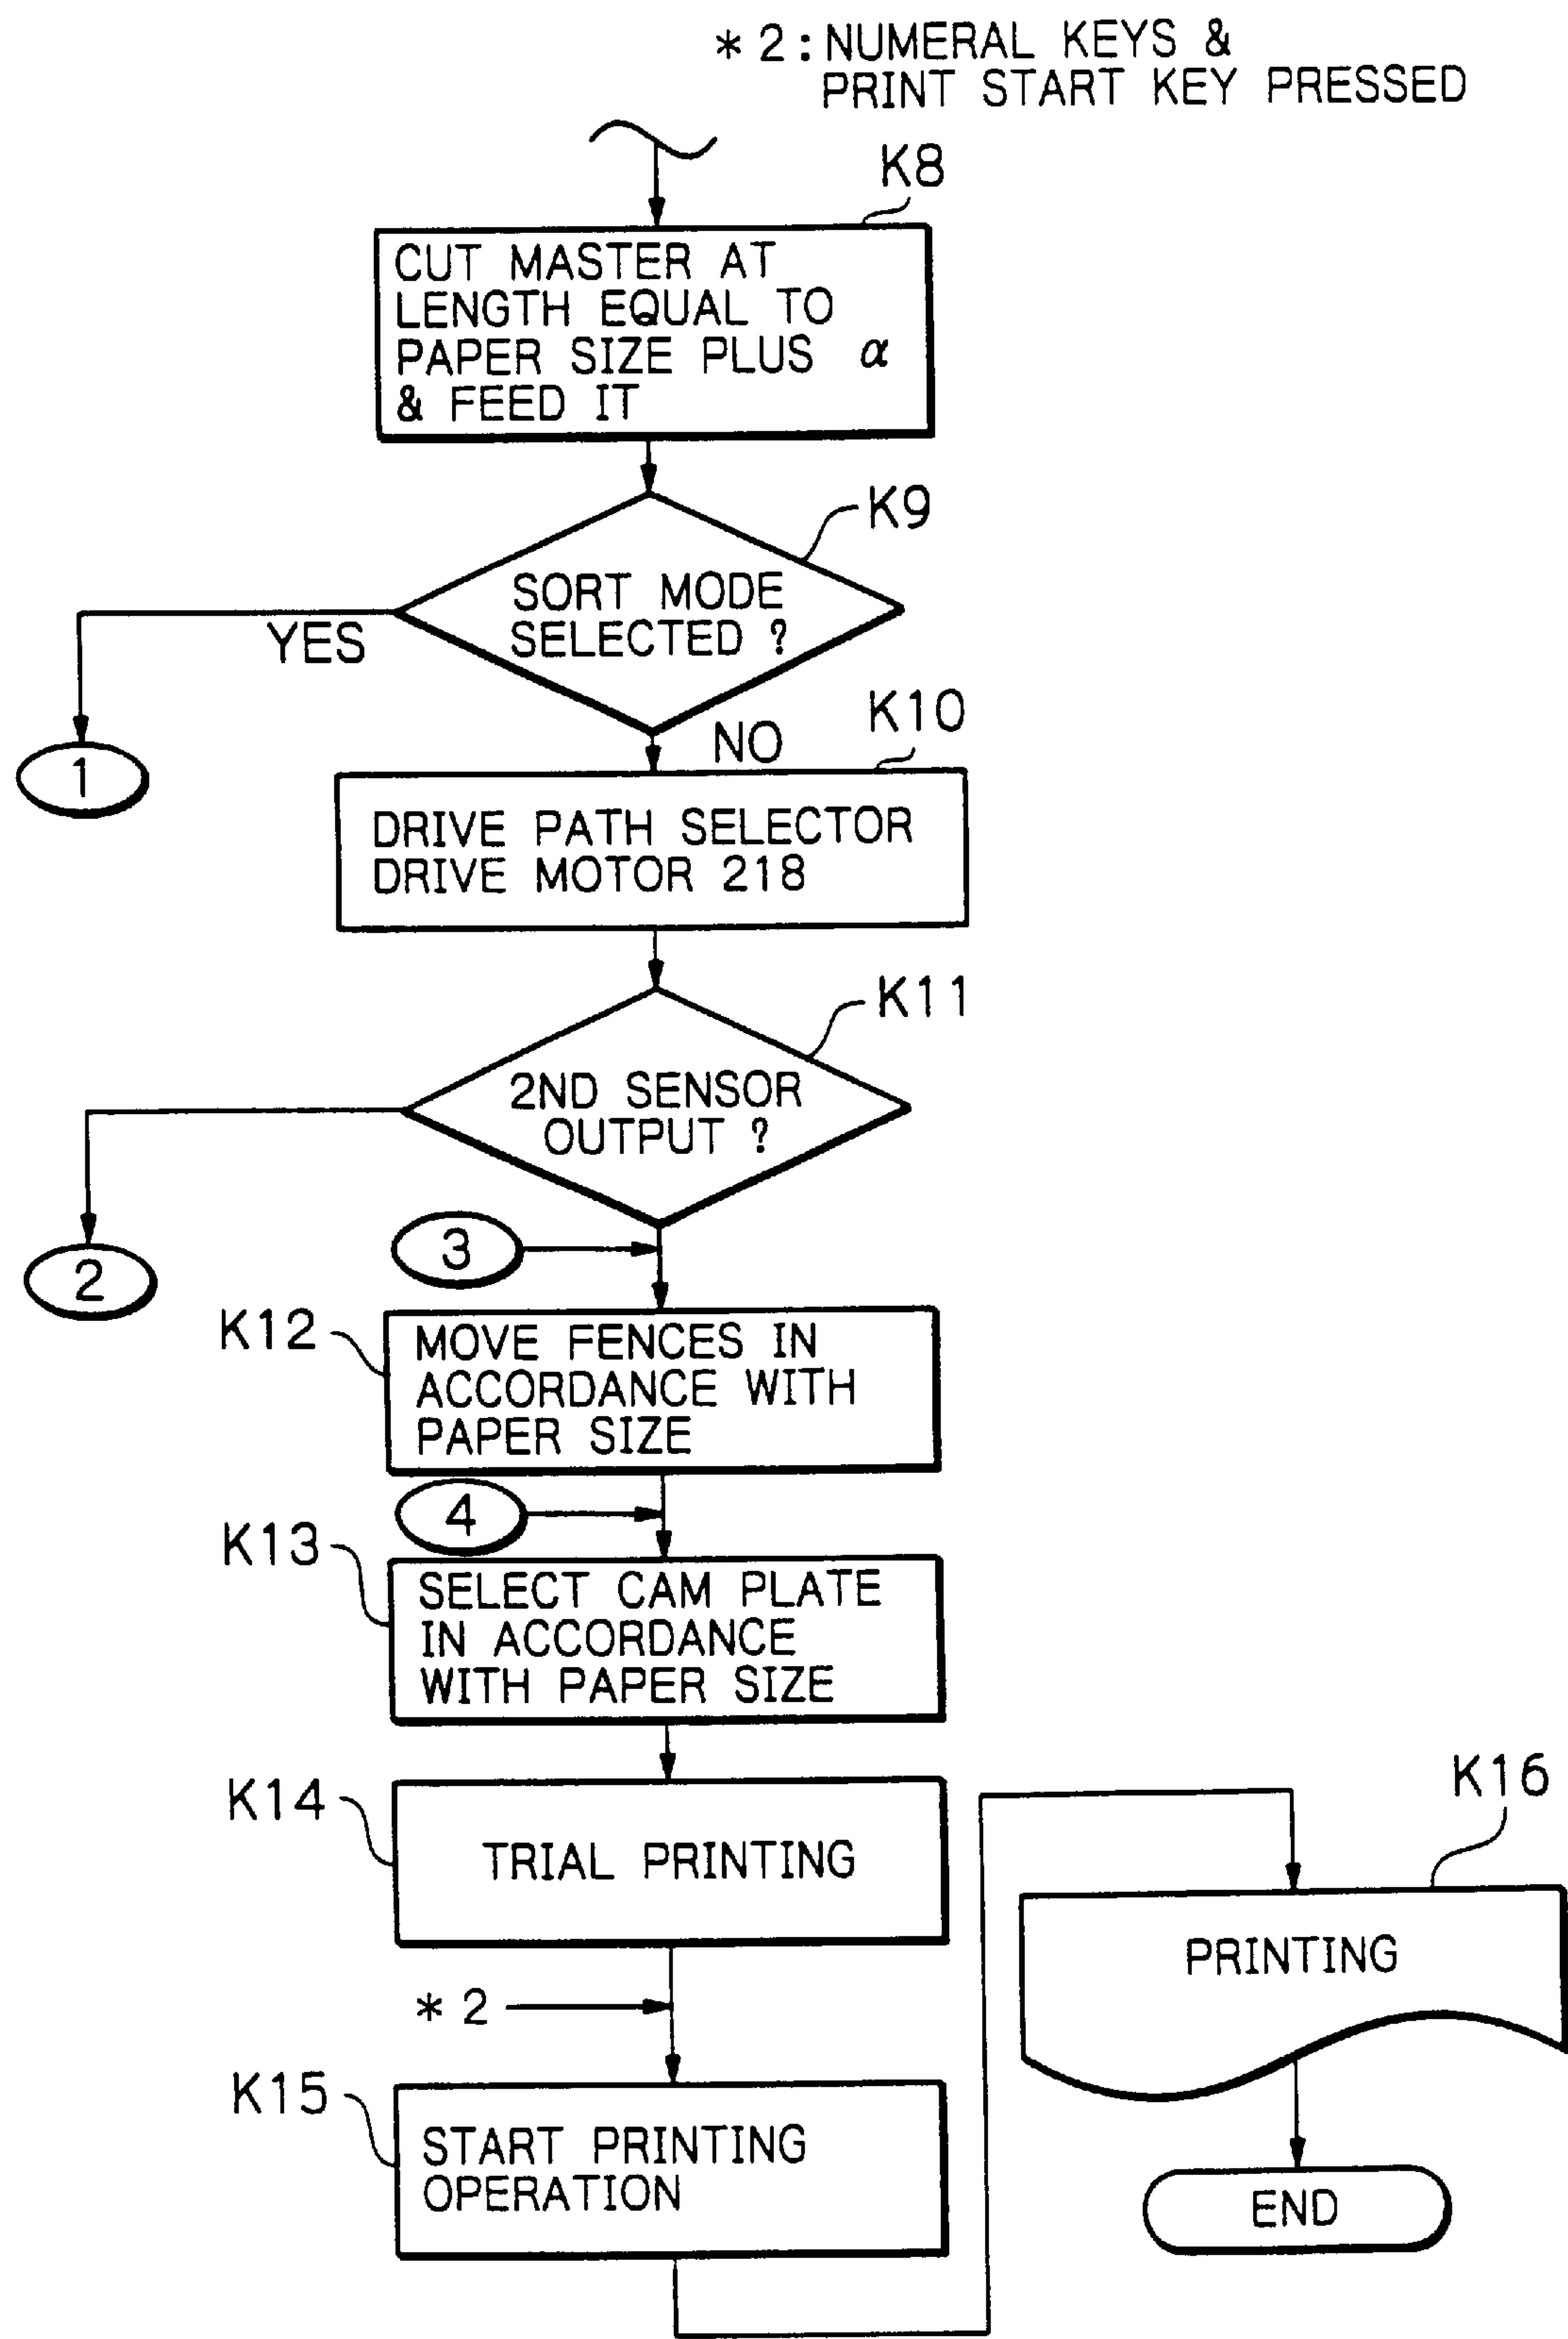 * 2 : NUMERAL KEYS &
PRINT START KEY PRESSED
K8
CUT MASTER AT
LENGTH EQUAL TO
PAPER SIZE PLUS α
& FEED IT
K9
SORT MODE
SELECTED ?
YES
1
NO
K10
DRIVE PATH SELECTOR
DRIVE MOTOR 218
K11
2ND SENSOR
OUTPUT ?
2
3
K12
MOVE FENCES IN
ACCORDANCE WITH
PAPER SIZE
4
K13
SELECT CAM PLATE
IN ACCORDANCE
WITH PAPER SIZE
K14
TRIAL PRINTING
* 2
K15
START PRINTING
OPERATION
K16
PRINTING
END